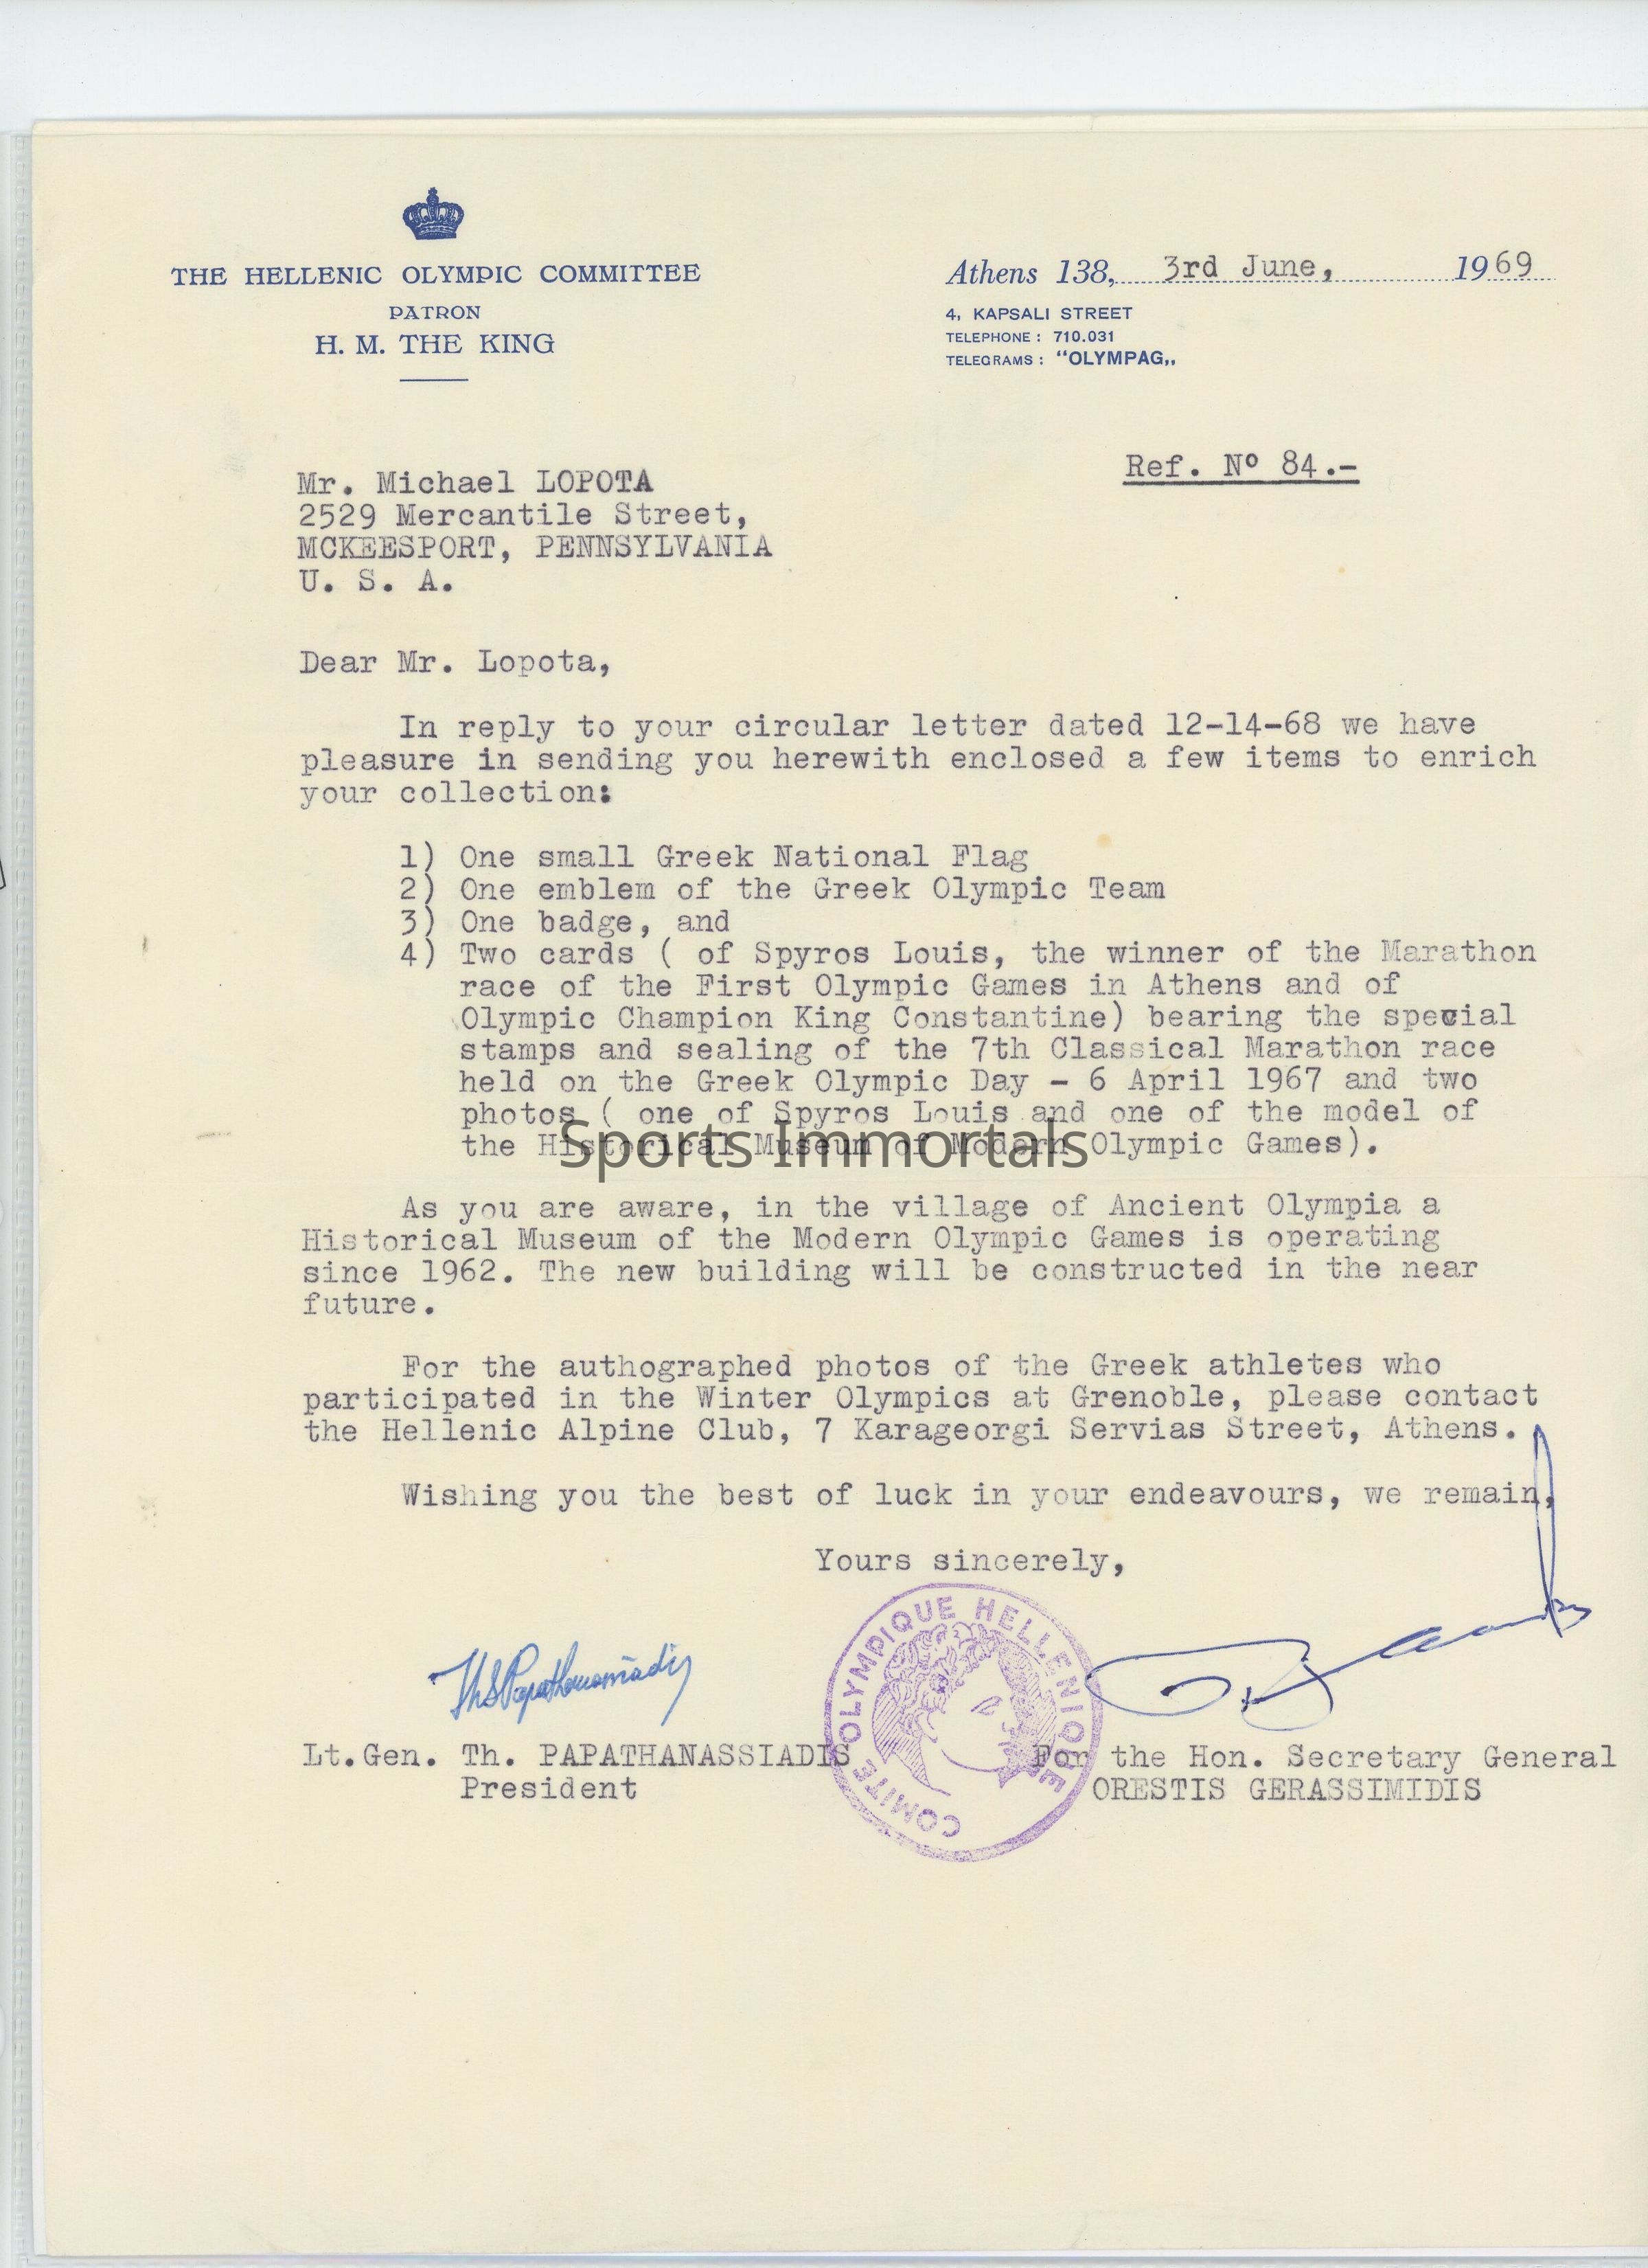 THE HELLENIC OLYMPIC COMMITTEE
PATRON
H. M. THE KING
Athens 138, 3rd June, 1969
4, KAPSALI STREET
TELEPHONE : 710.031
TELEGRAMS : “OLYMPAG„
Ref. Nº 84.-
Mr. Michael LOPOTA
2529 Mercantile Street,
MCKEESPORT, PENNSYLVANIA
U. S. A.
Dear Mr. Lopota,
In reply to your circular letter dated 12-14-68 we have
pleasure in sending you herewith enclosed a few items to enrich
your collection:
1) One small Greek National Flag
2) One emblem of the Greek Olympic Team
3) One badge, and
4) Two cards ( of Spyros Louis, the winner of the Marathon
race of the First Olympic Games in Athens and of
Olympic Champion King Constantine) bearing the special
stamps and sealing of the 7th Classical Marathon race
held on the Greek Olympic Day - 6 April 1967 and two
photos ( one of Spyros Louis and one of the model of
the Historical Museum of Modern Olympic Games).
Sports Immortals
As you are aware, in the village of Ancient Olympia a
Historical Museum of the Modern Olympic Games is operating
since 1962. The new building will be constructed in the near
future.
For the authographed photos of the Greek athletes who
participated in the Winter Olympics at Grenoble, please contact
the Hellenic Alpine Club, 7 Karageorgi Servias Street, Athens.
Wishing you the best of luck in your endeavours, we remain,
Yours sincerely,
COMITE OLYMPIQUE HELLENIQUE
ThSPapathanassiadis
Lt.Gen. Th. PAPATHANASSIADIS
President
For the Hon. Secretary General
ORESTIS GERASSIMIDIS